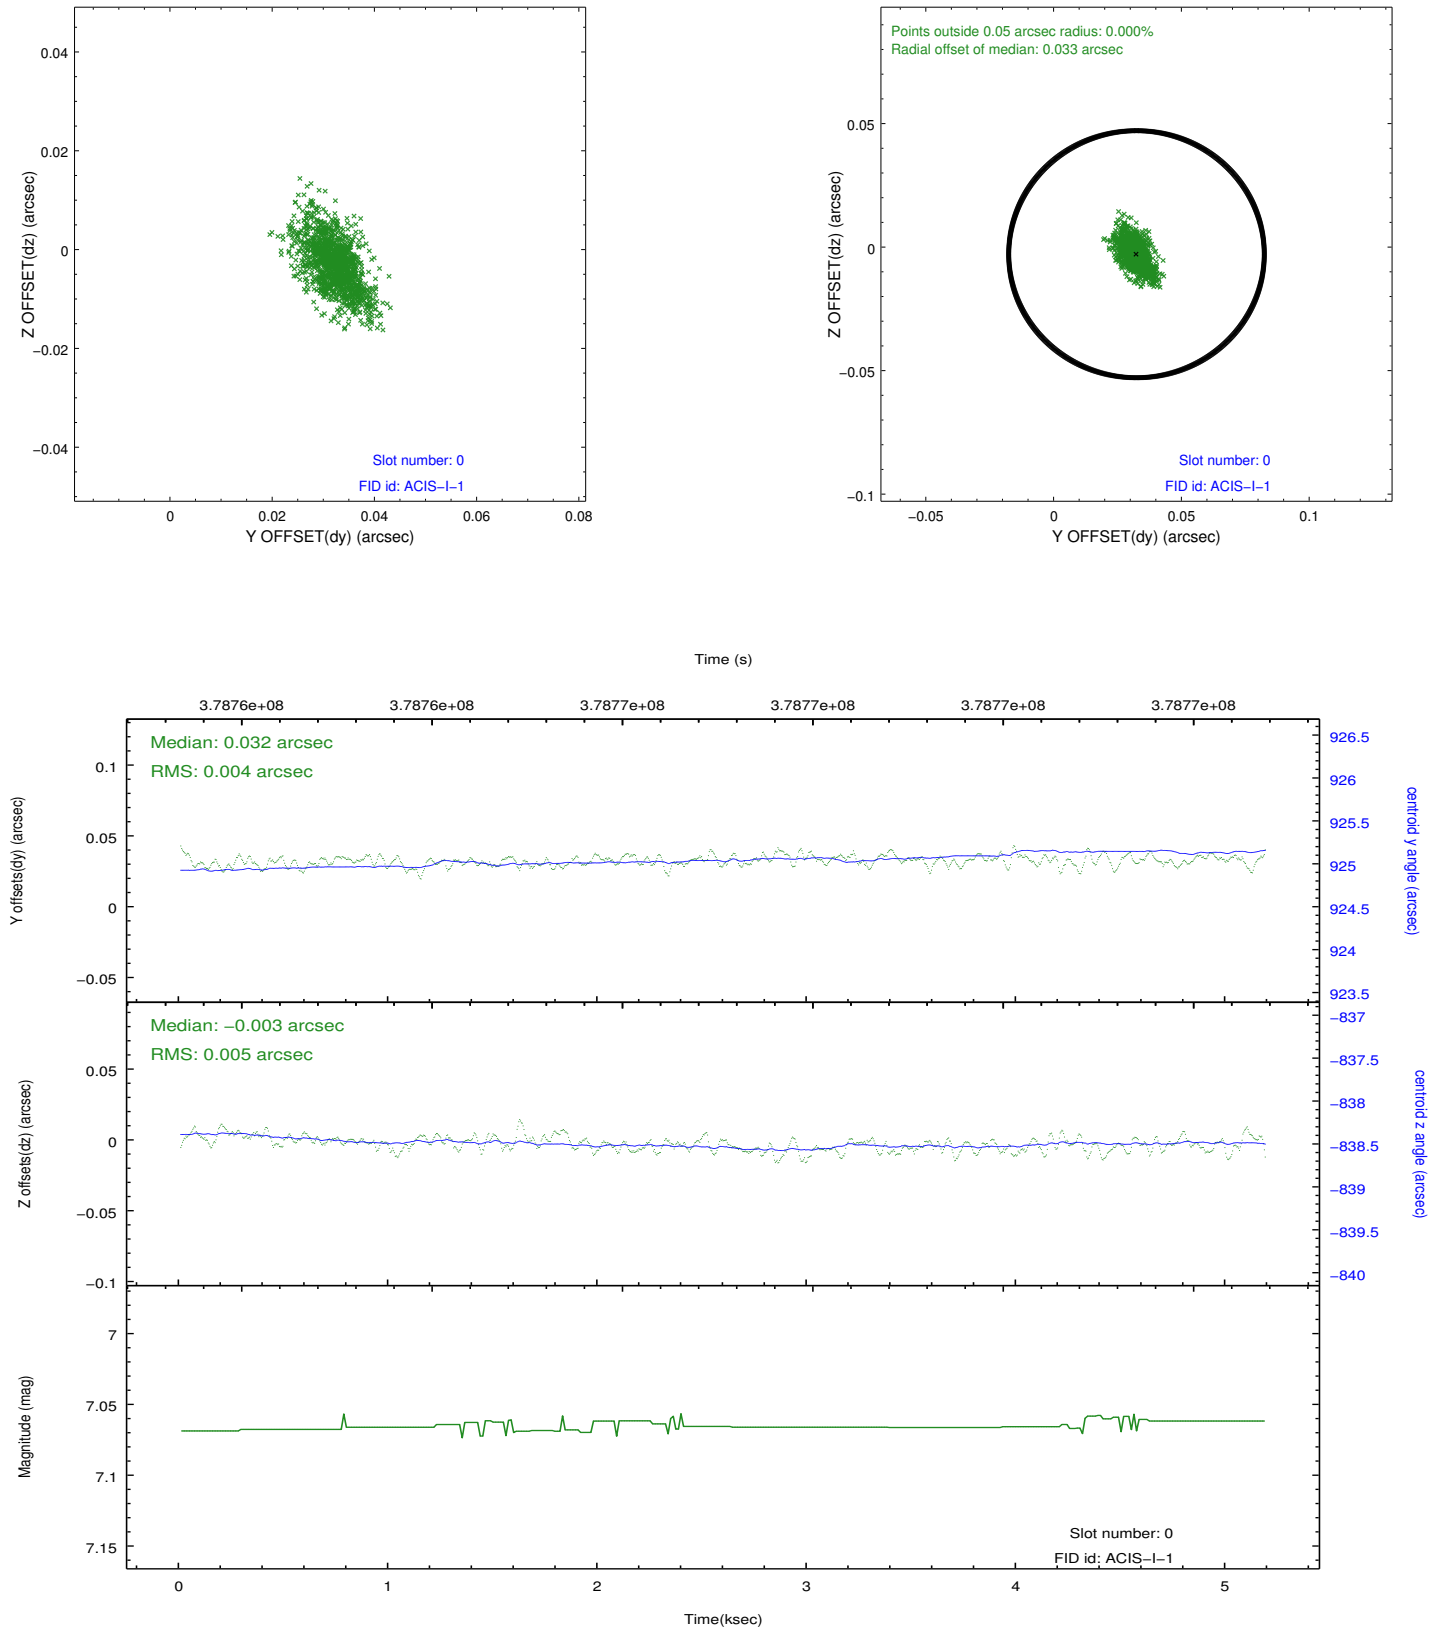 0.04
0.02
0
−0.02
−0.04
Z OFFSET(dz) (arcsec)
Slot number: 0
FID id: ACIS−I−1
0 0.02 0.04 0.06 0.08
Y OFFSET(dy) (arcsec)
Points outside 0.05 arcsec radius: 0.000%
Radial offset of median: 0.033 arcsec
0.05
0
−0.05
−0.1
Z OFFSET(dz) (arcsec)
Slot number: 0
FID id: ACIS−I−1
−0.05 0 0.05 0.1
Y OFFSET(dy) (arcsec)
Time (s)
3.7876e+08 3.7876e+08 3.7877e+08 3.7877e+08 3.7877e+08 3.7877e+08
Median: 0.032 arcsec
RMS: 0.004 arcsec
0.1
0.05
0
−0.05
Y offsets(dy) (arcsec)
926.5
926
925.5
925
924.5
924
923.5
centroid y angle (arcsec)
Median: −0.003 arcsec
RMS: 0.005 arcsec
0.05
0
−0.05
−0.1
Z offsets(dz) (arcsec)
−837
−837.5
−838
−838.5
−839
−839.5
−840
centroid z angle (arcsec)
7
7.05
7.1
7.15
Magnitude (mag)
Slot number: 0
FID id: ACIS−I−1
0 1 2 3 4 5
Time(ksec)